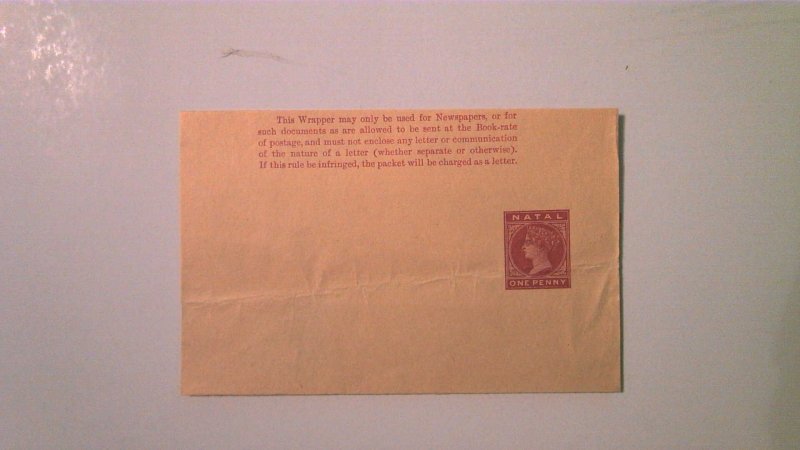 This Wrapper may only be used for Newspapers, or for
such documents as are allowed to be sent at the Book-rate
of postage, and must not enclose any letter or communication
of the nature of a letter (whether separate or otherwise).
If this rule be infringed, the packet will be charged as a letter.
NATAL
ONE PENNY